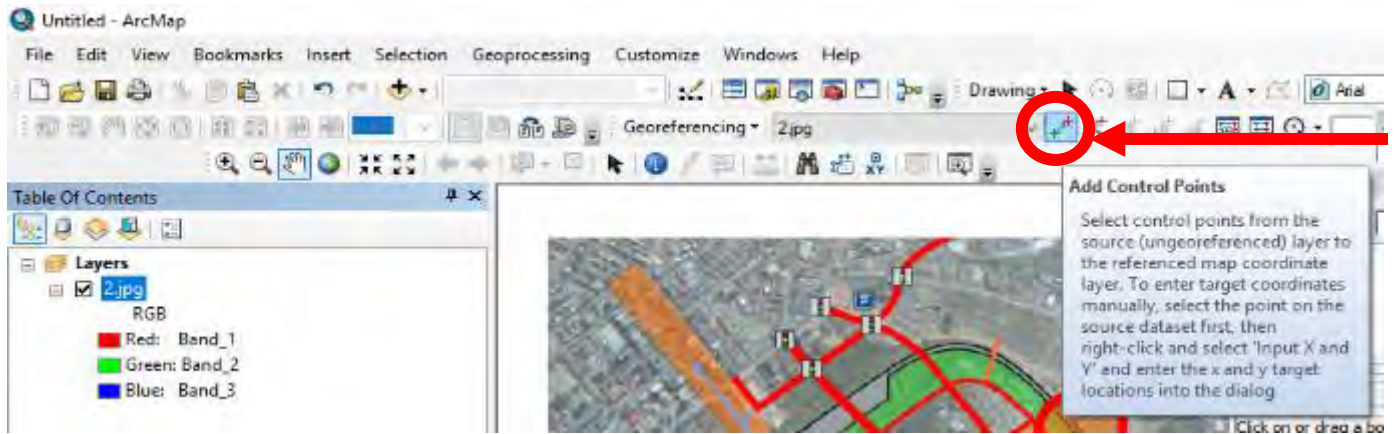 Untitled - ArcMap
File Edit View Bookmarks Insert Selection Geoprocessing Customize Windows Help
Drawing A Arial
Georeferencing 2.jpg
XY
Table Of Contents
Add Control Points
Select control points from the
source (ungeoreferenced) layer to
the referenced map coordinate
layer. To enter target coordinates
manually, select the point on the
source dataset first, then
right-click and select 'Input X and
Y' and enter the x and y target
locations into the dialog
Layers
2.jpg
RGB
Red: Band_1
Green: Band_2
Blue: Band_3
Click on or drag a bo